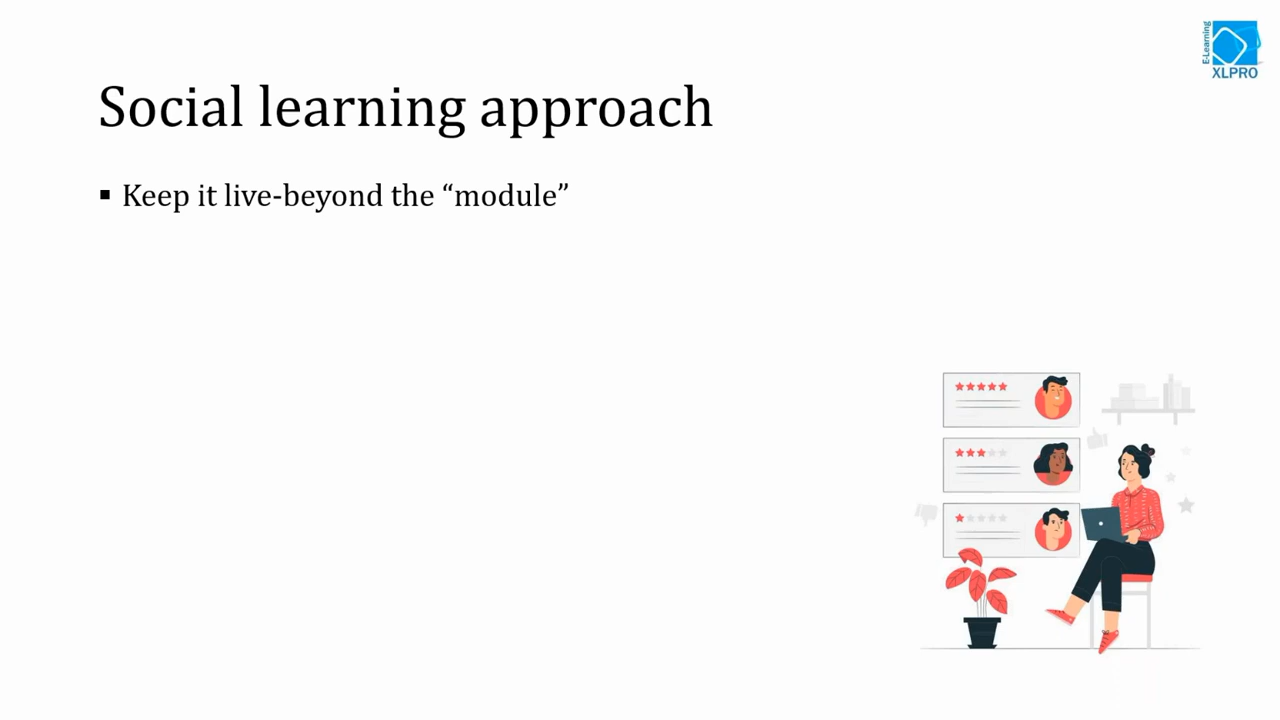 E-Learning
XLPRO
Social learning approach
▪ Keep it live-beyond the “module”